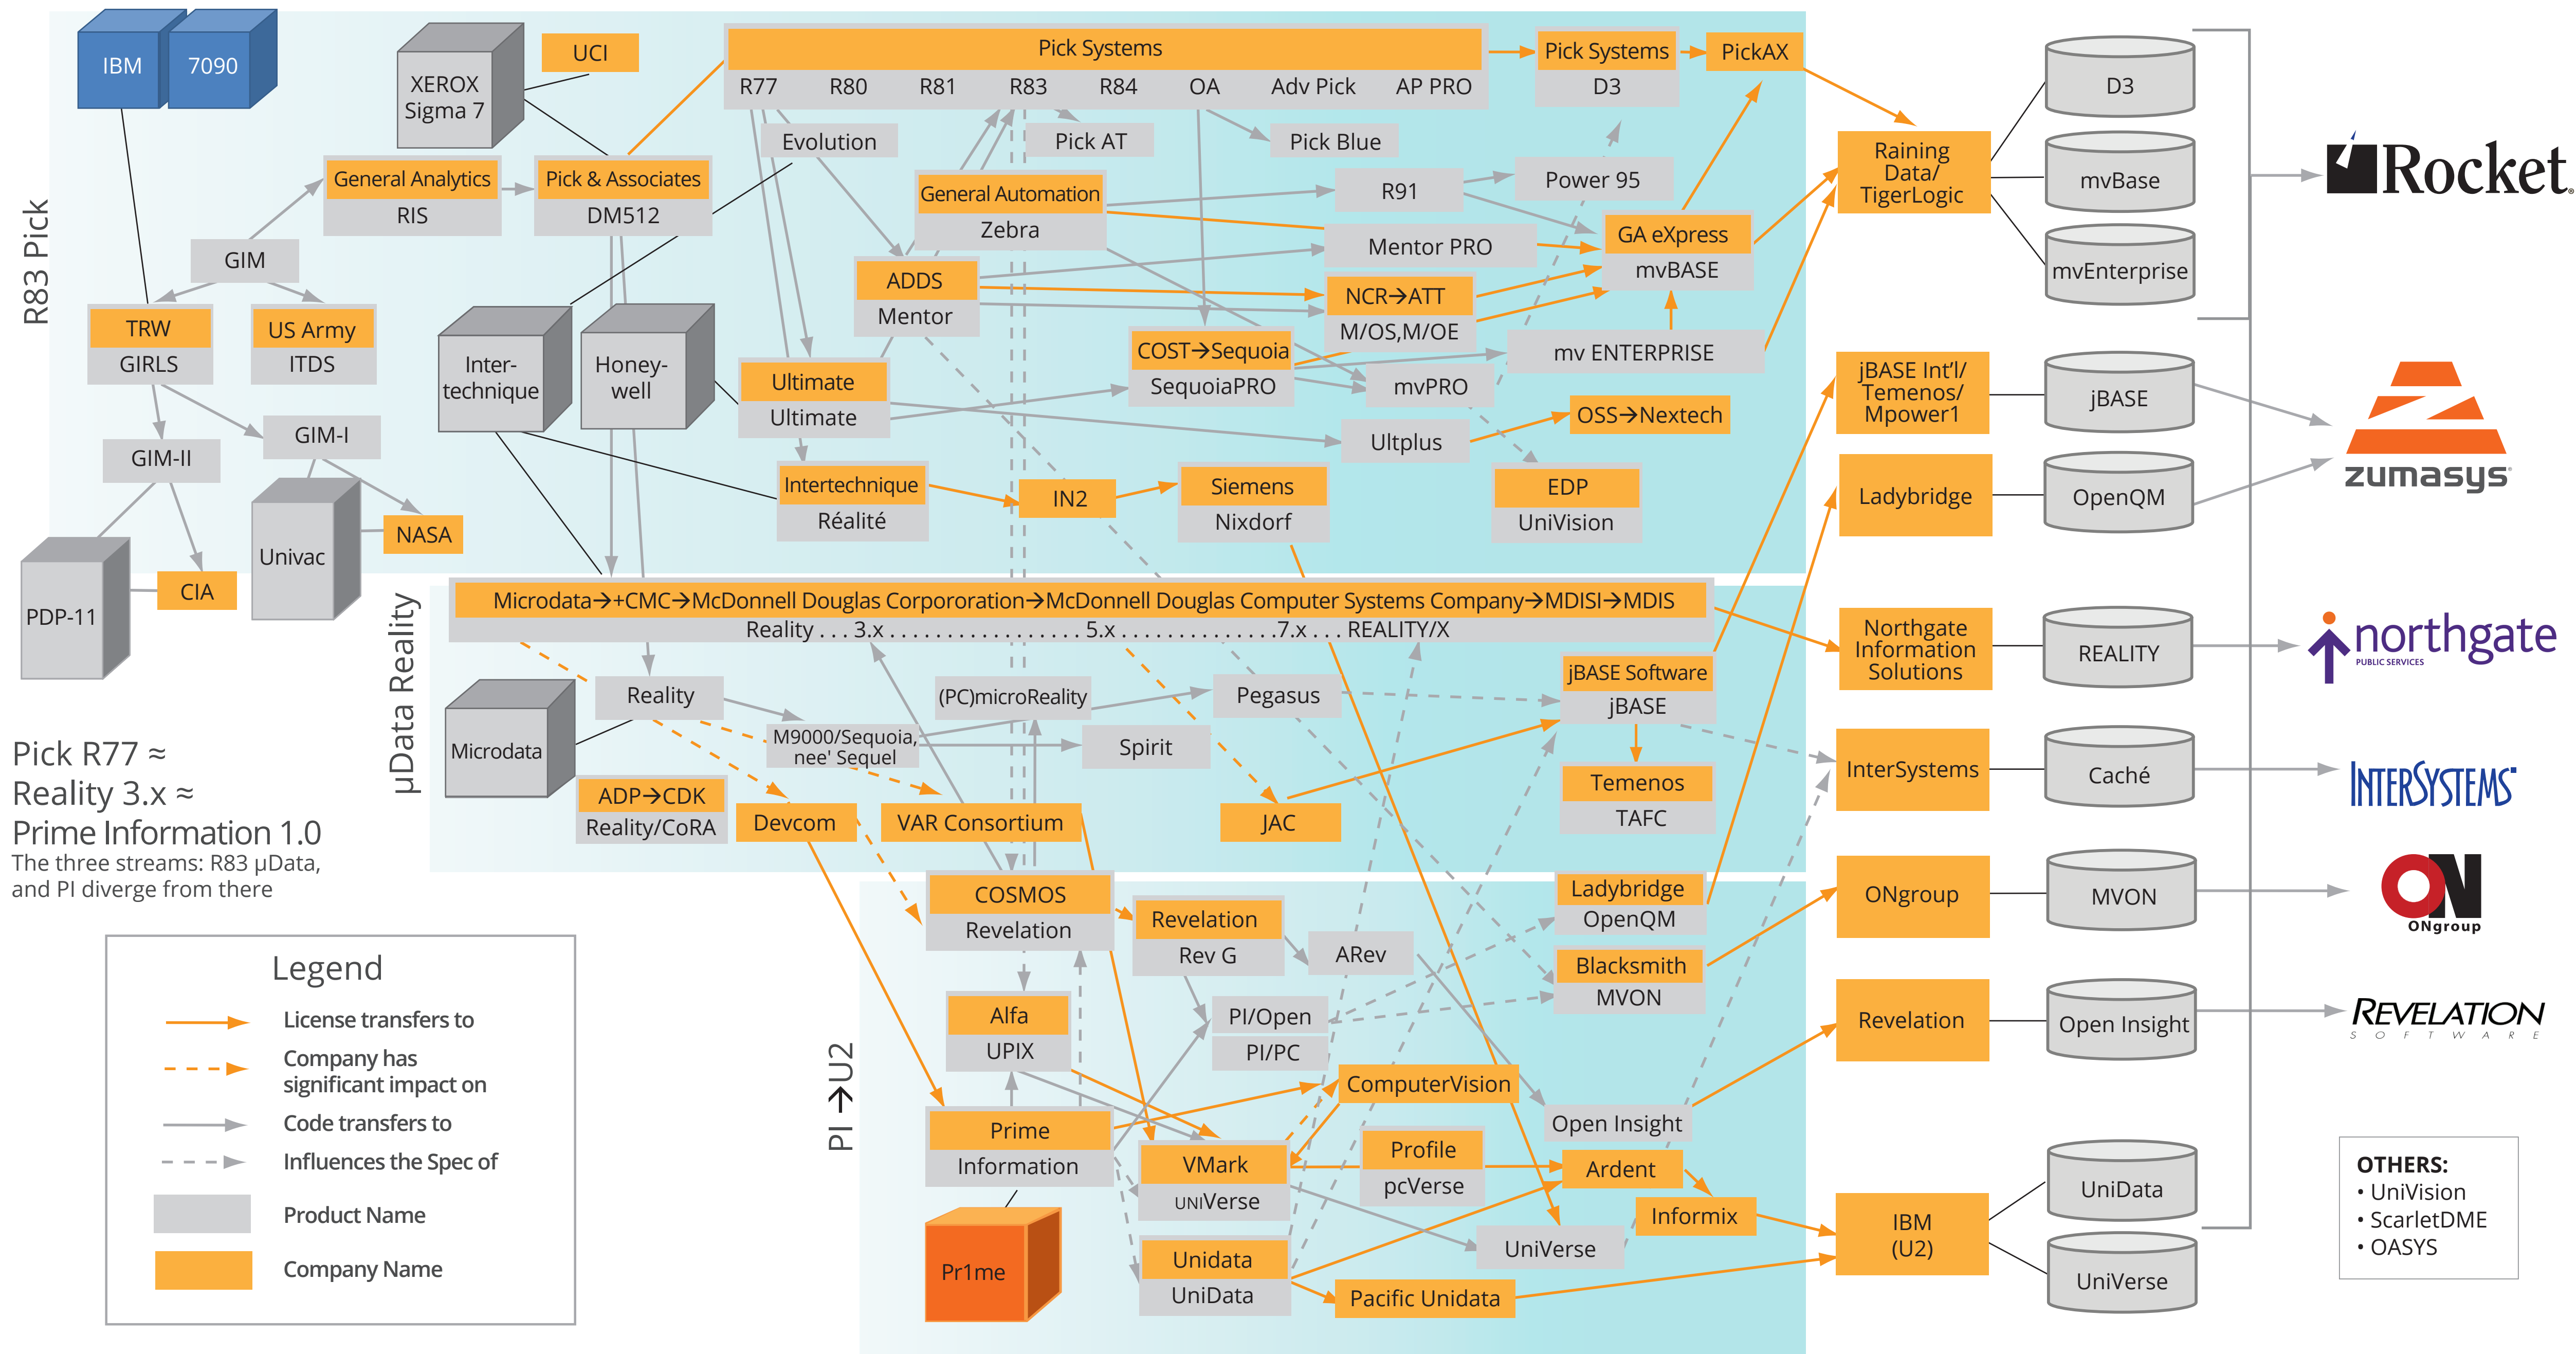 R83 Pick
IBM
7090
XEROX
Sigma 7
UCI
Pick Systems
R77
R80
R81
R83
R84
OA
Adv Pick
AP PRO
Pick Systems
D3
PickAX
Evolution
Pick AT
Pick Blue
General Analytics
RIS
Pick & Associates
DM512
General Automation
Zebra
R91
Power 95
Mentor PRO
GA eXpress
mvBASE
GIM
TRW
GIRLS
US Army
ITDS
ADDS
Mentor
NCR→ATT
M/OS,M/OE
Inter-
technique
Honey-
well
COST→Sequoia
SequoiaPRO
mv ENTERPRISE
Ultimate
Ultimate
mvPRO
OSS→Nextech
Ultplus
GIM-II
GIM-I
Intertechnique
Réalité
IN2
Siemens
Nixdorf
EDP
UniVision
Univac
NASA
PDP-11
CIA
µData Reality
Microdata→+CMC→McDonnell Douglas Corpororation→McDonnell Douglas Computer Systems Company→MDISI→MDIS
Reality . . . 3.x . . . . . . . . . . . . . . . . . 5.x . . . . . . . . . . . . . .7.x . . . REALITY/X
Reality
(PC)microReality
Pegasus
jBASE Software
jBASE
Microdata
M9000/Sequoia,
nee' Sequel
Spirit
ADP→CDK
Reality/CoRA
Devcom
VAR Consortium
JAC
Temenos
TAFC
PI →U2
COSMOS
Revelation
Revelation
Rev G
ARev
Ladybridge
OpenQM
Blacksmith
MVON
Alfa
UPIX
PI/Open
PI/PC
ComputerVision
Open Insight
Prime
Information
VMark
UNIVerse
Profile
pcVerse
Ardent
Informix
UniVerse
Pr1me
Unidata
UniData
Pacific Unidata
Raining
Data/
TigerLogic
D3
mvBase
mvEnterprise
Rocket®
jBASE Int'l/
Temenos/
Mpower1
jBASE
Ladybridge
OpenQM
zumasys®
Northgate
Information
Solutions
REALITY
northgate
PUBLIC SERVICES
InterSystems
Caché
INTERSYSTEMS
ONgroup
MVON
ON
ONgroup
Revelation
Open Insight
REVELATION
SOFTWARE
IBM
(U2)
UniData
UniVerse
OTHERS:
• UniVision
• ScarletDME
• OASYS
Pick R77 ≈
Reality 3.x ≈
Prime Information 1.0
The three streams: R83 µData,
and PI diverge from there
Legend
License transfers to
Company has
significant impact on
Code transfers to
Influences the Spec of
Product Name
Company Name